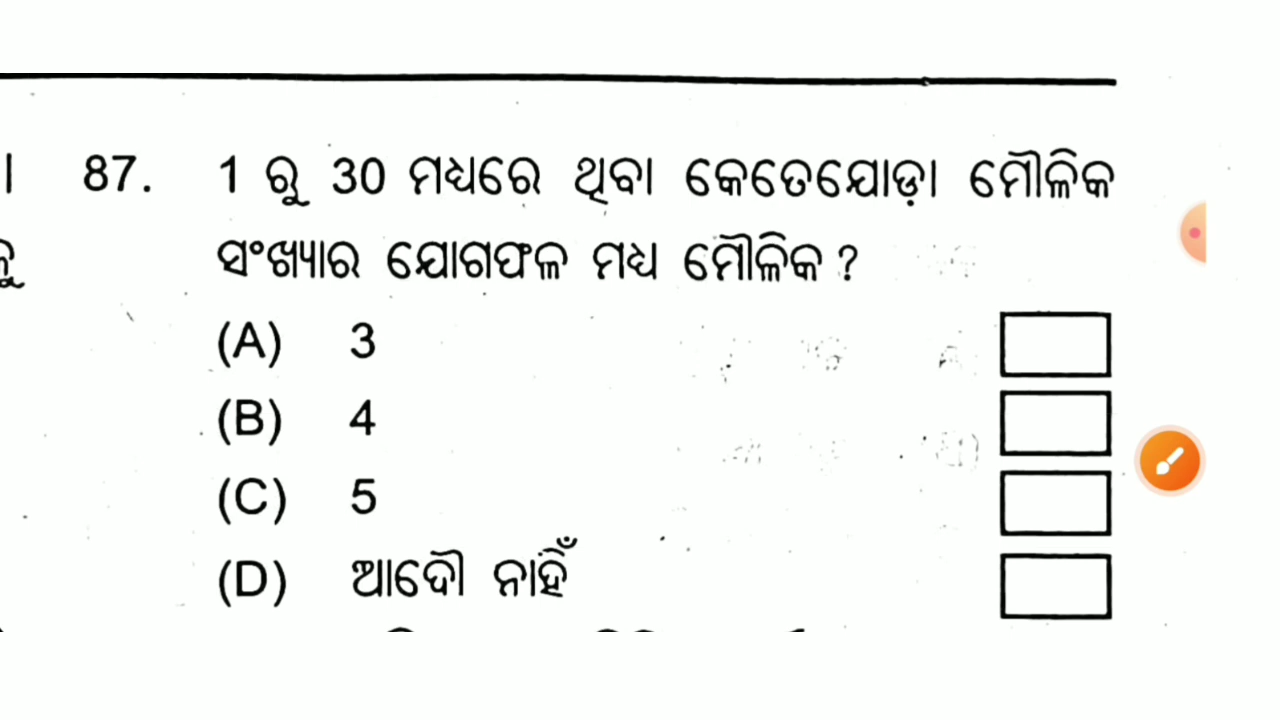 87. 1 ରୁ 30 ମଧ୍ୟରେ ଥିବା କେତେଯୋଡ଼ା ମୌଳିକ
ସଂଖ୍ୟାର ଯୋଗଫଳ ମଧ୍ୟ ମୌଳିକ ?
(A) 3
(B) 4
(C) 5
(D) ଆଦୌ ନାହିଁ